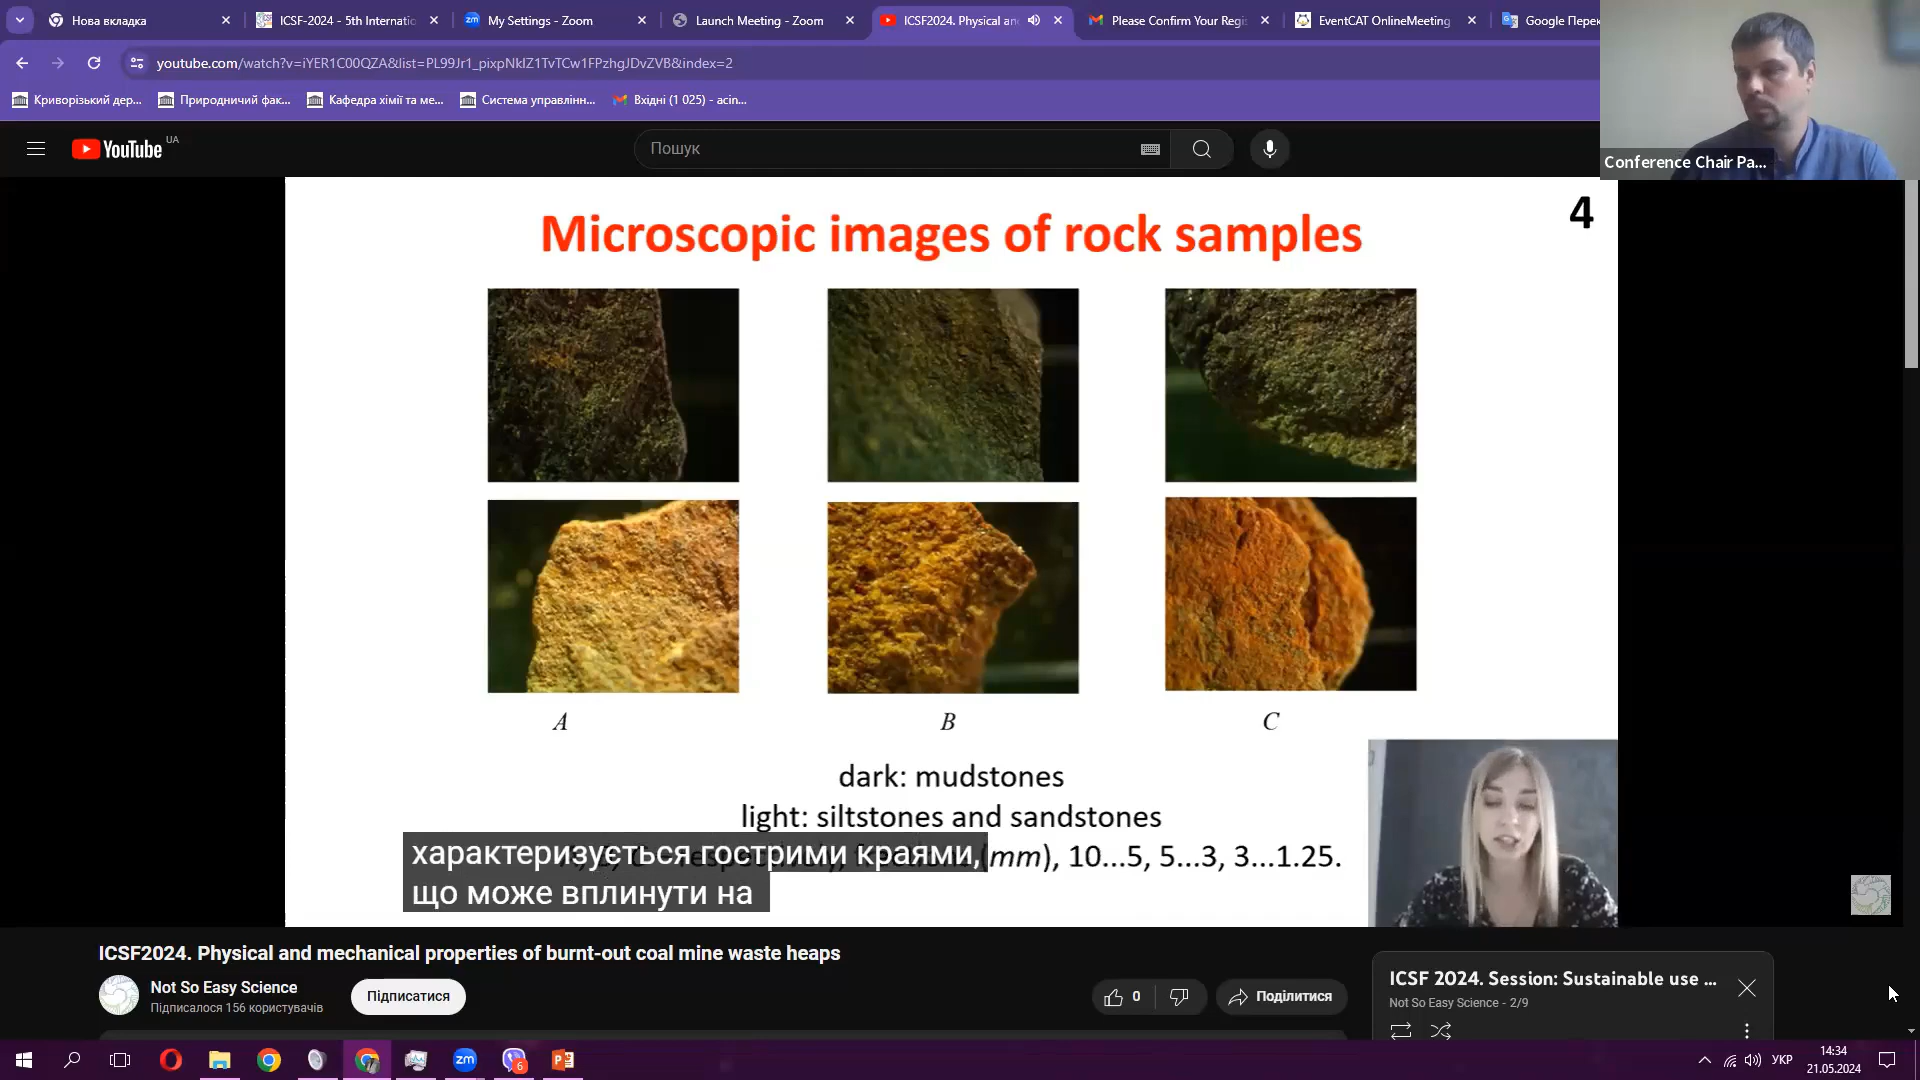 Нова вкладка
ICSF-2024 - 5th Internatio
My Settings - Zoom
Launch Meeting - Zoom
ICSF2024. Physical an
Please Confirm Your Regis
EventCAT OnlineMeeting
Google Перек
youtube.com/watch?v=iYER1C00QZA&list=PL99Jr1_pixpNkIZ1TvTCw1FPzhgJDvZVB&index=2
Криворізький дер...
Природничий фак...
Кафедра хімії та ме...
Система управлінн...
Вхідні (1 025) - acin...
Conference Chair Pa...
YouTube UA
Пошук
4
Microscopic images of rock samples
A
B
C
dark: mudstones
light: siltstones and sandstones
(mm), 10...5, 5...3, 3...1.25.
характеризується гострими краями,
що може вплинути на
ICSF2024. Physical and mechanical properties of burnt-out coal mine waste heaps
Not So Easy Science
Підписалося 156 користувачів
Підписатися
0
Поділитися
ICSF 2024. Session: Sustainable use ...
Not So Easy Science - 2/9
zm
6
УКР
14:34
21.05.2024